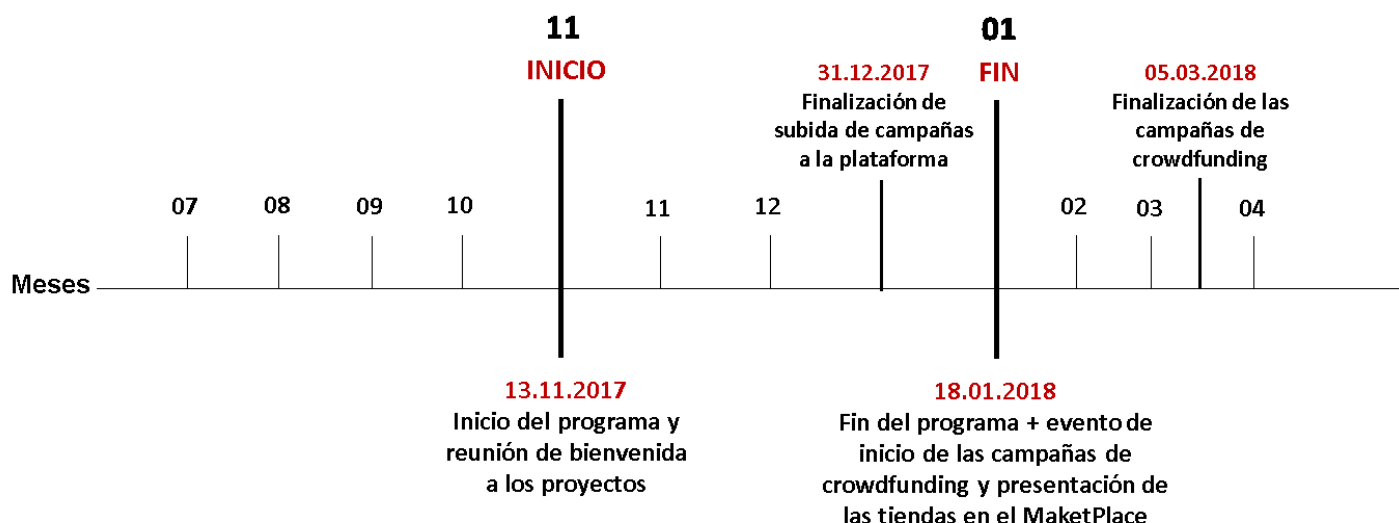 11
INICIO
01
FIN
31.12.2017
Finalización de
subida de campañas
a la plataforma
05.03.2018
Finalización de las
campañas de
crowdfunding
07
08
09
10
11
12
02
03
04
Meses
13.11.2017
Inicio del programa y
reunión de bienvenida
a los proyectos
18.01.2018
Fin del programa + evento de
inicio de las campañas de
crowdfunding y presentación de
las tiendas en el MaketPlace